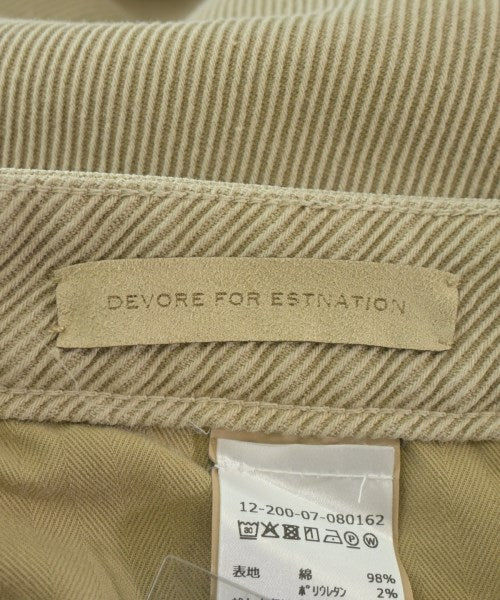 DEVORE FOR ESTNATION
12-200-07-080162
表地 綿 98%
ポリウレタン 2%